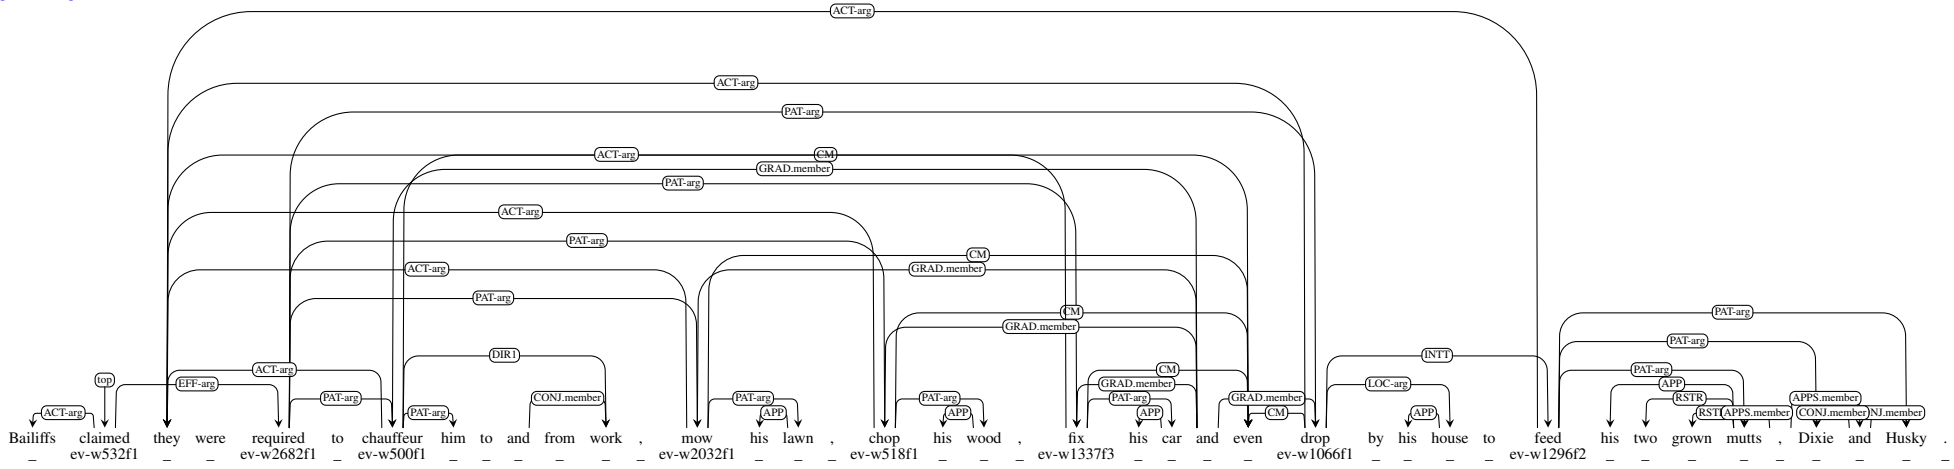 ACT-arg
ACT-arg
PAT-arg
ACT-arg CM
GRAD.member
PAT-arg
ACT-arg
PAT-arg
CM
ACT-arg GRAD.member
PAT-arg
CM PAT-arg
GRAD.member
PAT-arg
DIR1 INTT
top ACT-arg CM PAT-arg
EFF-arg GRAD.member LOC-arg APP
PAT-arg CONJ.member PAT-arg PAT-arg PAT-arg GRAD.member RSTR APPS.member
ACT-arg PAT-arg APP APP APP CM APP APPS.member CONJ.member
Bailiffs claimed they were required to chauffeur him to and from work , mow his lawn , chop his wood , fix his car and even drop by his house to feed his two grown mutts , Dixie and Husky .
_ ev-w532f1 _ _ ev-w2682f1 _ ev-w500f1 _ _ _ _ _ _ ev-w2032f1 _ _ _ ev-w518f1 _ _ _ ev-w1337f3 _ _ _ _ ev-w1066f1 _ _ _ _ ev-w1296f2 _ _ _ _ _ _ _ _ _